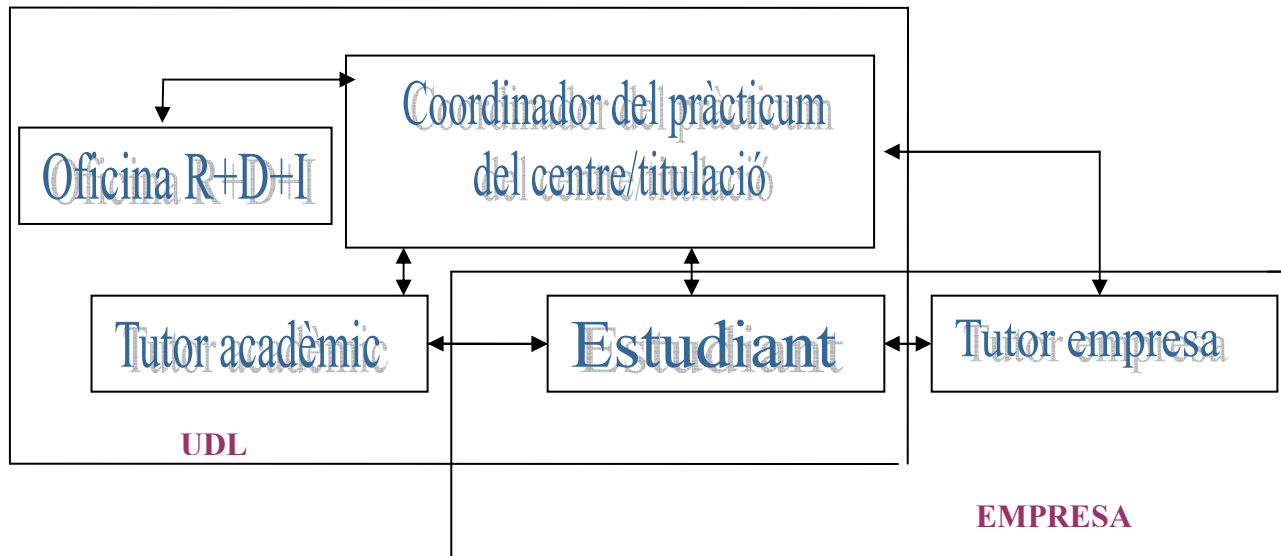 Coordinador del pràcticum
del centre/titulació
Oficina R+D+I
Tutor acadèmic
Estudiant
Tutor empresa
UDL
EMPRESA